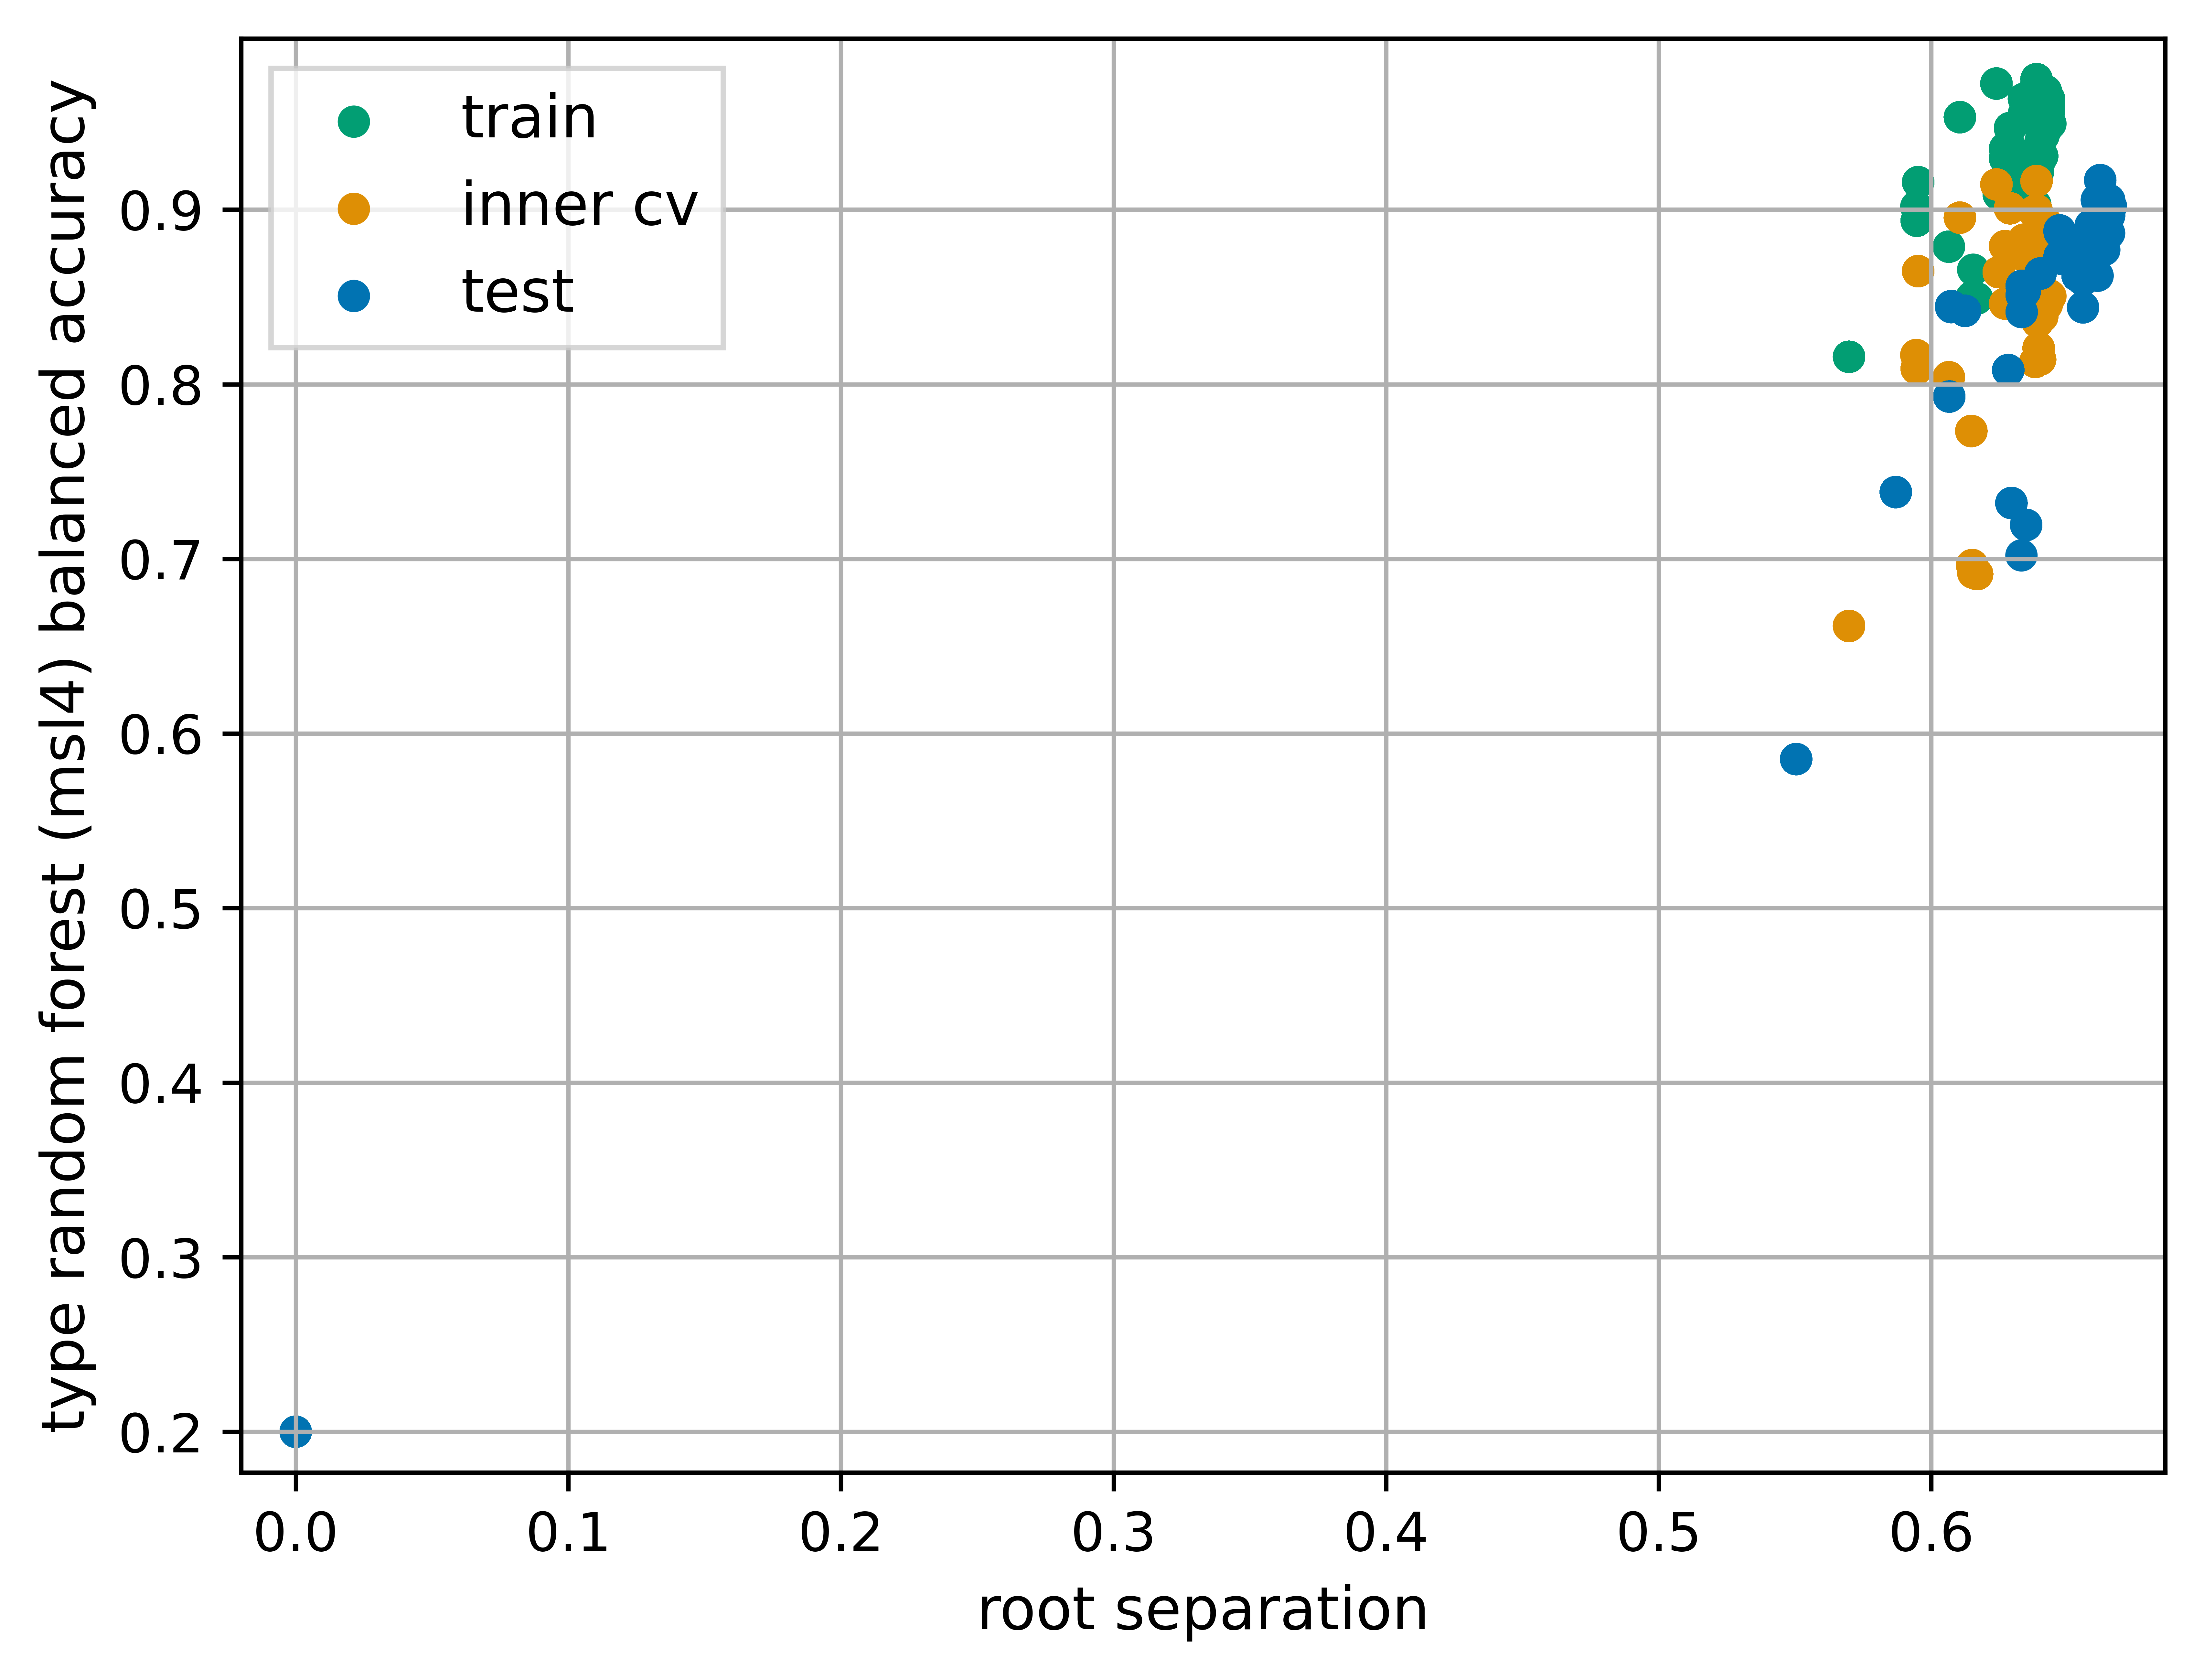 train
inner cv
test
type random forest (msl4) balanced accuracy
0.9
0.8
0.7
0.6
0.5
0.4
0.3
0.2
0.0 0.1 0.2 0.3 0.4 0.5 0.6
root separation